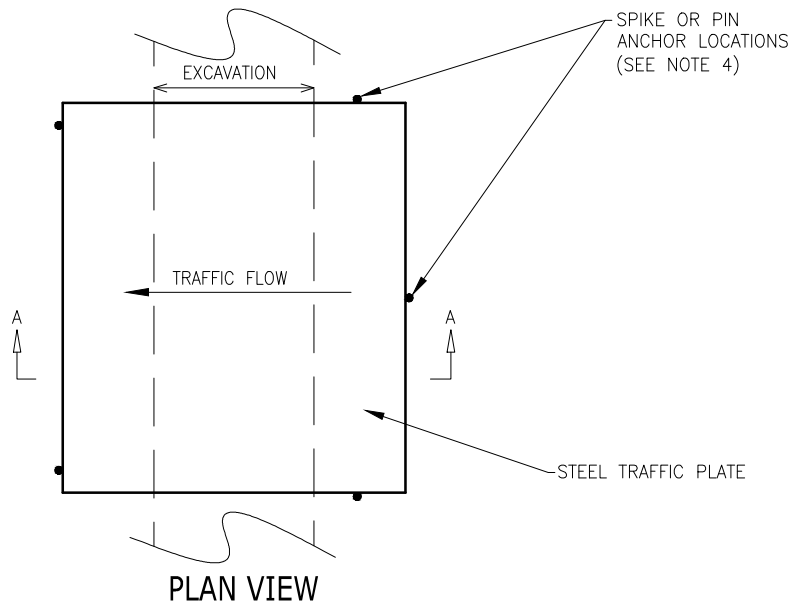 SPIKE OR PIN
ANCHOR LOCATIONS
(SEE NOTE 4)
EXCAVATION
TRAFFIC FLOW
A
A
STEEL TRAFFIC PLATE
PLAN VIEW